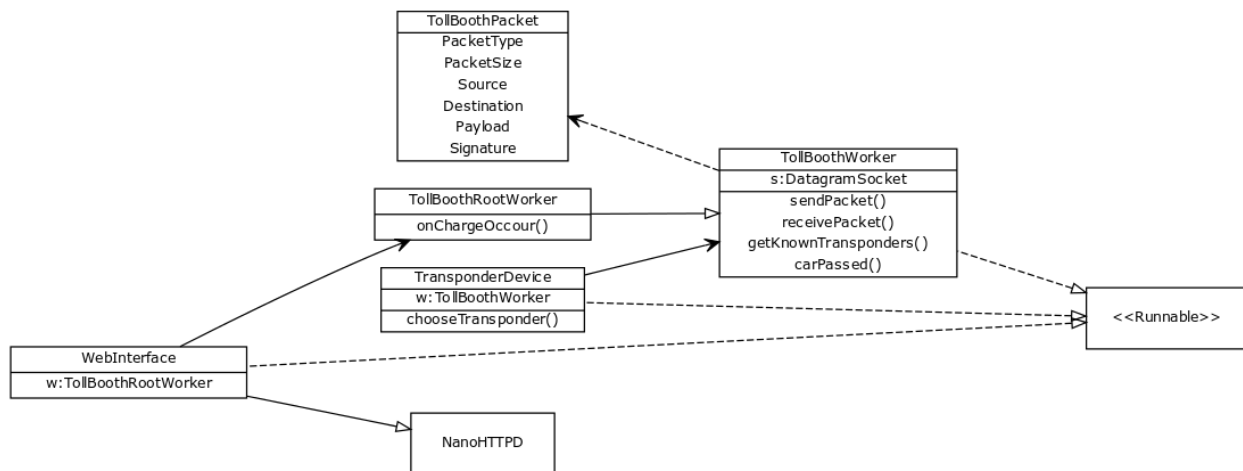 TollBoothPacket
PacketType
PacketSize
Source
Destination
Payload
Signature
TollBoothWorker
s:DatagramSocket
sendPacket()
receivePacket()
getKnownTransponders()
carPassed()
TollBoothRootWorker
onChargeOccour()
TransponderDevice
w:TollBoothWorker
chooseTransponder()
<<Runnable>>
WebInterface
w:TollBoothRootWorker
NanoHTTPD